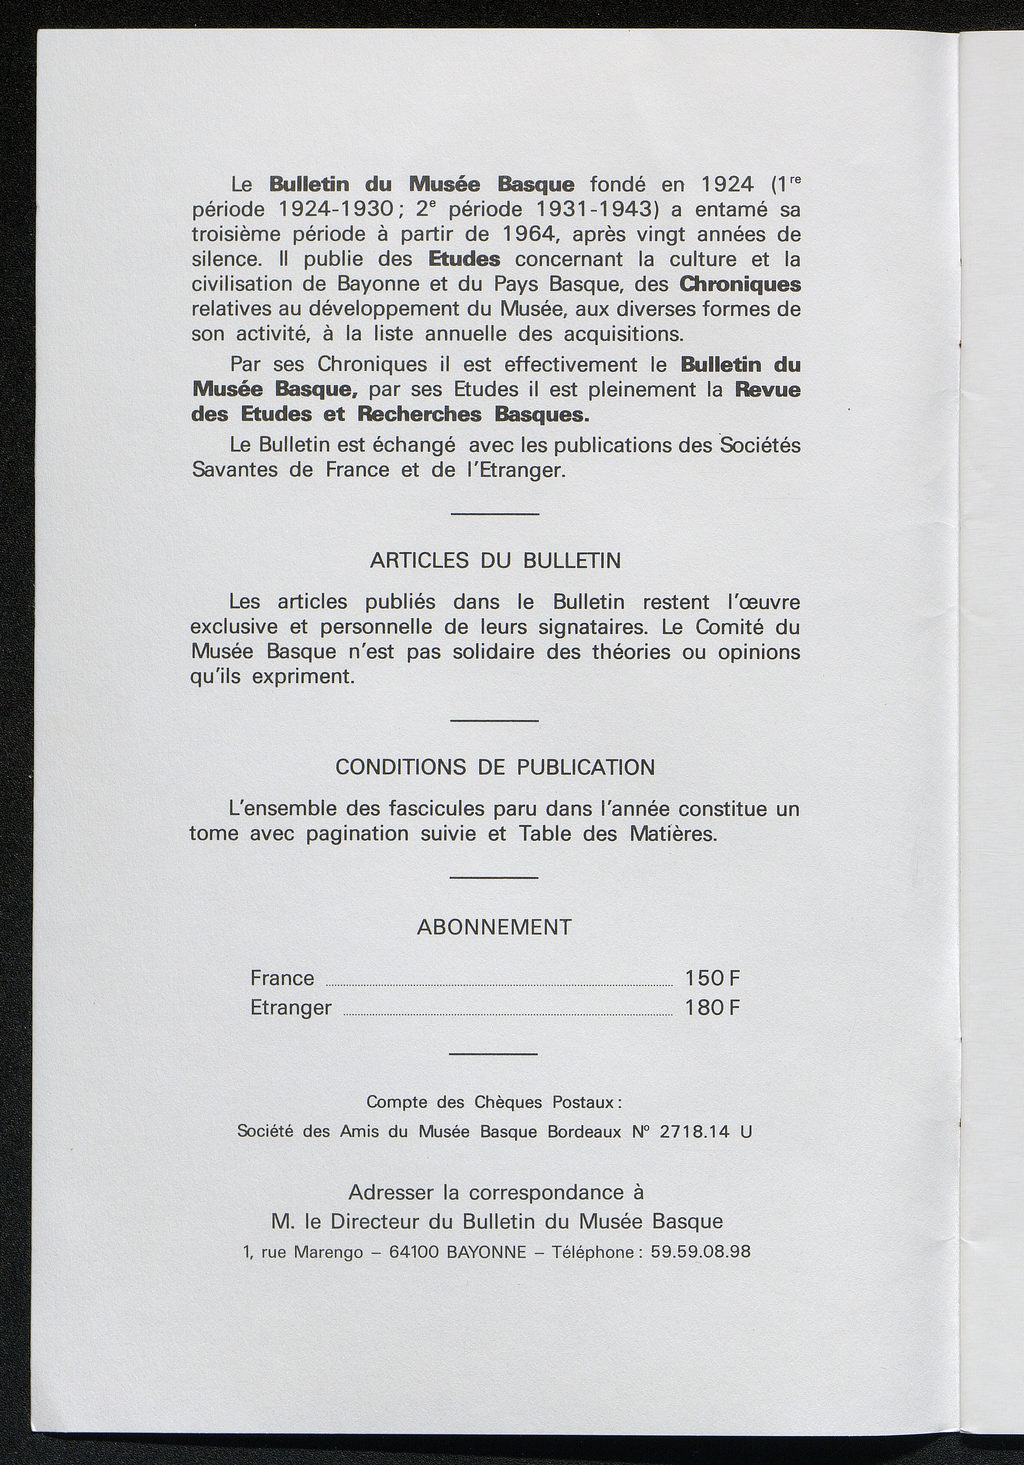 Le Bulletin du Musée Basque fondé en 1924 (1re
période 1924-1930 ; 2e période 1931-1943) a entamé sa
troisième période à partir de 1964, après vingt années de
silence. Il publie des Etudes concernant la culture et la
civilisation de Bayonne et du Pays Basque, des Chroniques
relatives au développement du Musée, aux diverses formes de
son activité, à la liste annuelle des acquisitions.
Par ses Chroniques il est effectivement le Bulletin du
Musée Basque, par ses Etudes il est pleinement la Revue
des Etudes et Recherches Basques.
Le Bulletin est échangé avec les publications des Sociétés
Savantes de France et de l'Etranger.
ARTICLES DU BULLETIN
Les articles publiés dans le Bulletin restent l'œuvre
exclusive et personnelle de leurs signataires. Le Comité du
Musée Basque n'est pas solidaire des théories ou opinions
qu'ils expriment.
CONDITIONS DE PUBLICATION
L'ensemble des fascicules paru dans l'année constitue un
tome avec pagination suivie et Table des Matières.
ABONNEMENT
France ........ 150 F
Etranger ........ 180 F
Compte des Chèques Postaux :
Société des Amis du Musée Basque Bordeaux N° 2718.14 U
Adresser la correspondance à
M. le Directeur du Bulletin du Musée Basque
1, rue Marengo – 64100 BAYONNE – Téléphone : 59.59.08.98